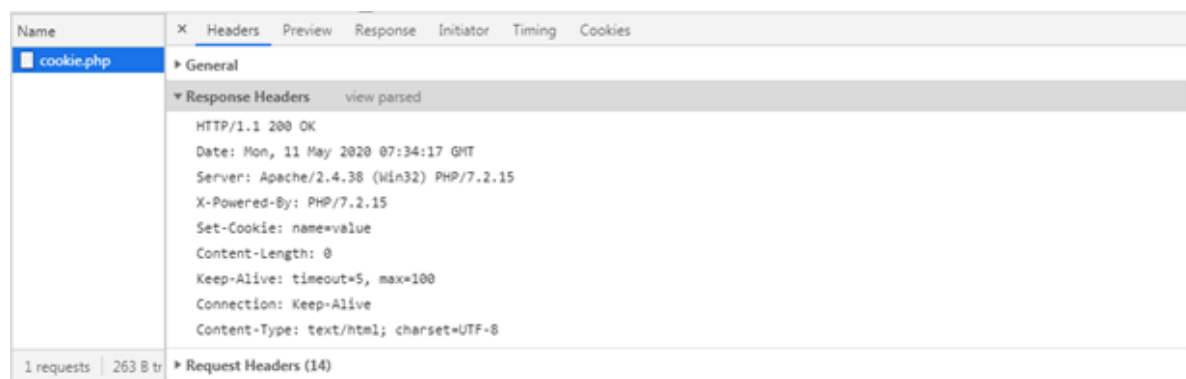 Name
× Headers Preview Response Initiator Timing Cookies
cookie.php
▸ General
▾ Response Headers view parsed
HTTP/1.1 200 OK
Date: Mon, 11 May 2020 07:34:17 GMT
Server: Apache/2.4.38 (Win32) PHP/7.2.15
X-Powered-By: PHP/7.2.15
Set-Cookie: name=value
Content-Length: 0
Keep-Alive: timeout=5, max=100
Connection: Keep-Alive
Content-Type: text/html; charset=UTF-8
1 requests 263 B tr
▸ Request Headers (14)